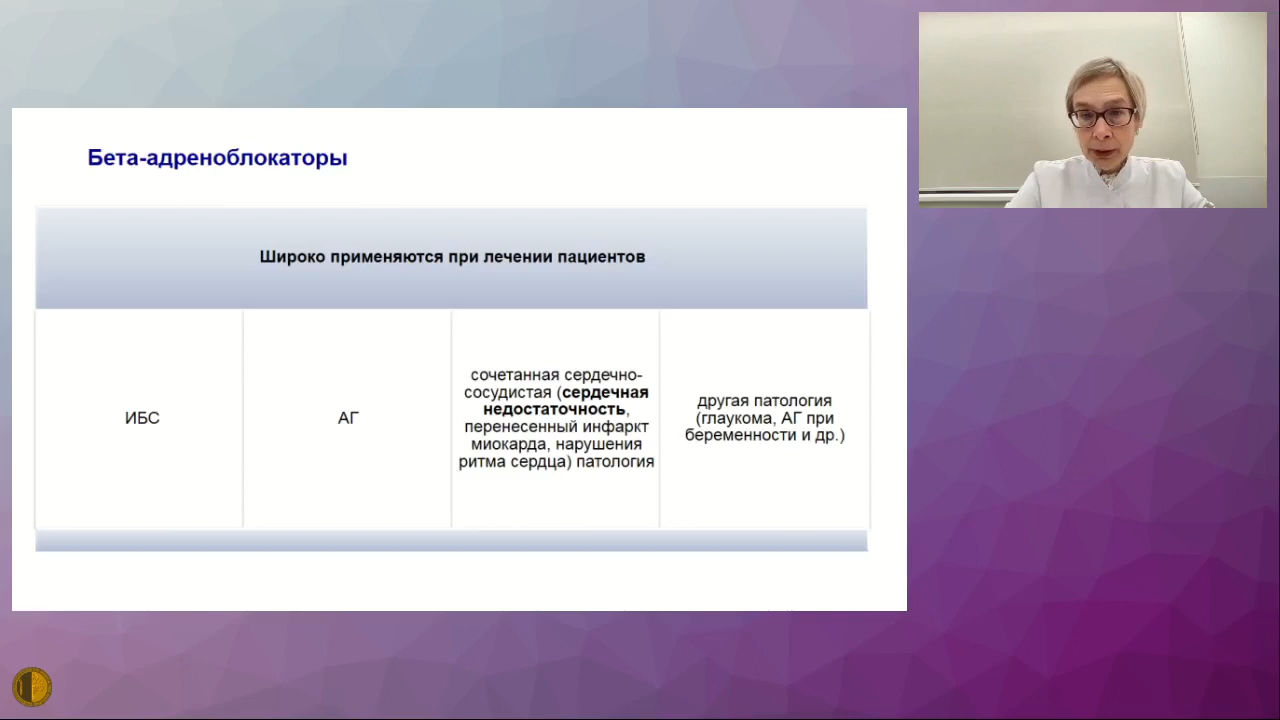 Бета-адреноблокаторы
Широко применяются при лечении пациентов
ИБС
АГ
сочетанная сердечно-
сосудистая (сердечная
недостаточность,
перенесенный инфаркт
миокарда, нарушения
ритма сердца) патология
другая патология
(глаукома, АГ при
беременности и др.)